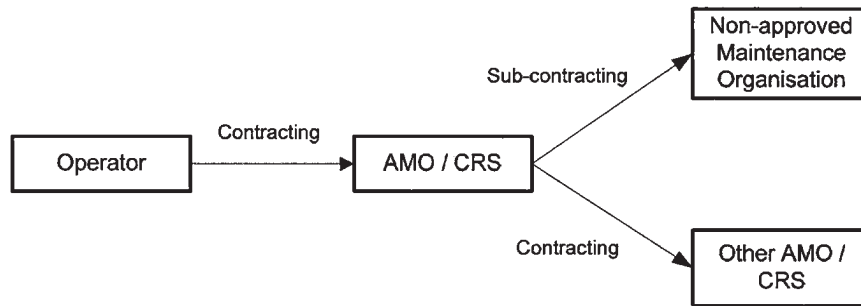 Non-approved
Maintenance
Organisation
Sub-contracting
Contracting
Operator
AMO / CRS
Contracting
Other AMO /
CRS